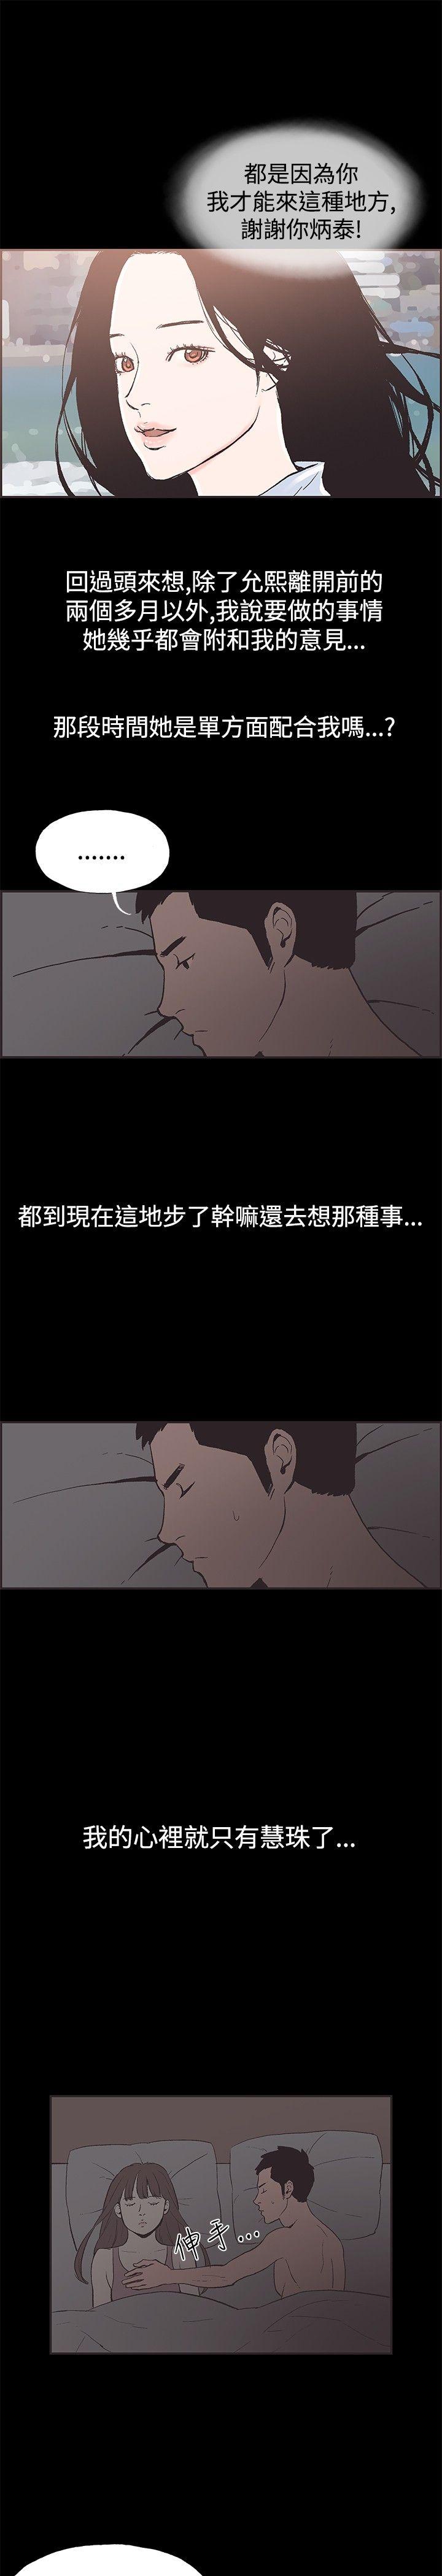 都是因為你
我才能來這種地方,
謝謝你炳泰!
回過頭來想,除了允熙離開前的
兩個多月以外,我說要做的事情
她幾乎都會附和我的意見...
那段時間她是單方面配合我嗎...?
.......
都到現在這地步了幹嘛還去想那種事...
我的心裡就只有慧珠了...
伸手...